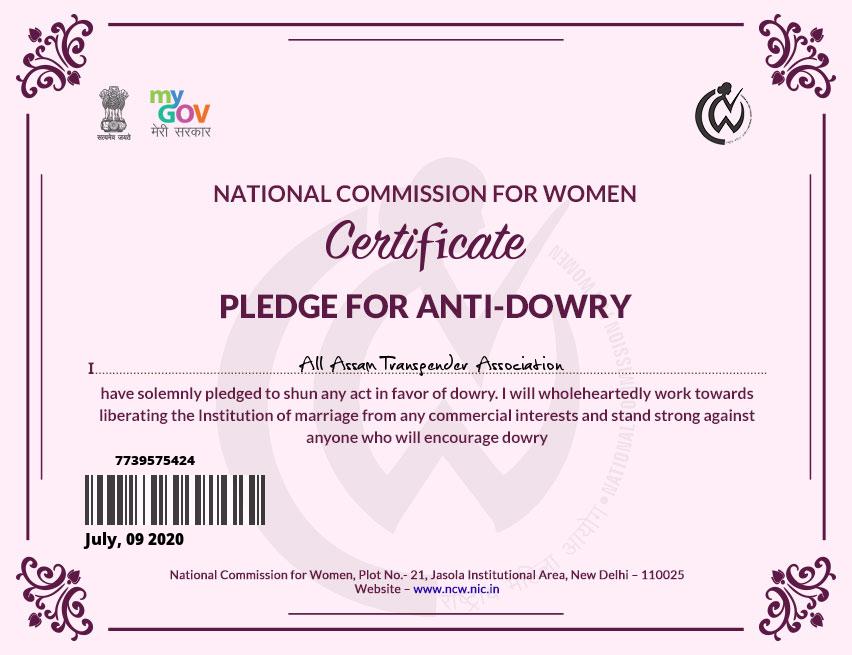 सत्यमेव जयते
my
GOV
मेरी सरकार
NATIONAL COMMISSION FOR WOMEN
Certificate
PLEDGE FOR ANTI-DOWRY
I All Assam Transpender Association
have solemnly pledged to shun any act in favor of dowry. I will wholeheartedly work towards
liberating the Institution of marriage from any commercial interests and stand strong against
anyone who will encourage dowry
7739575424
July, 09 2020
National Commission for Women, Plot No.- 21, Jasola Institutional Area, New Delhi – 110025
Website – www.ncw.nic.in